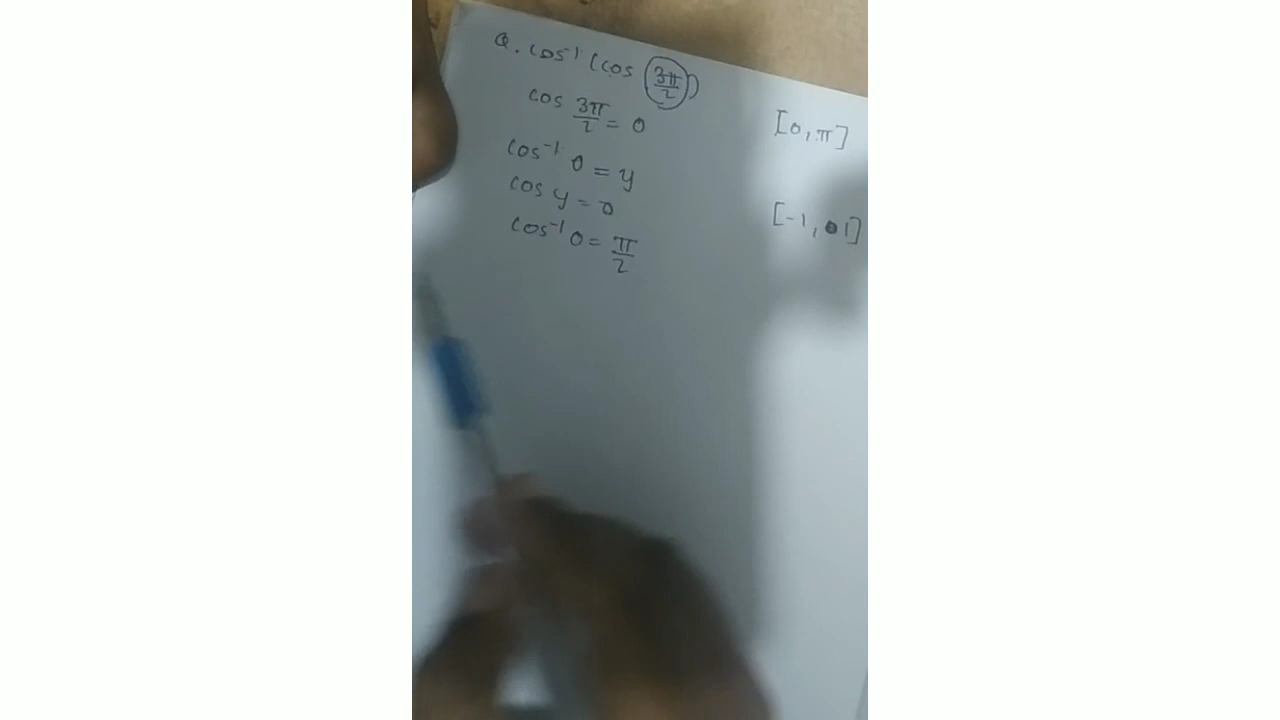 Q. cos⁻¹ (cos 3π/2)
cos 3π/2 = 0
[0, π]
cos⁻¹ 0 = y
cos y = 0
[-1, 1]
cos⁻¹ 0 = π/2